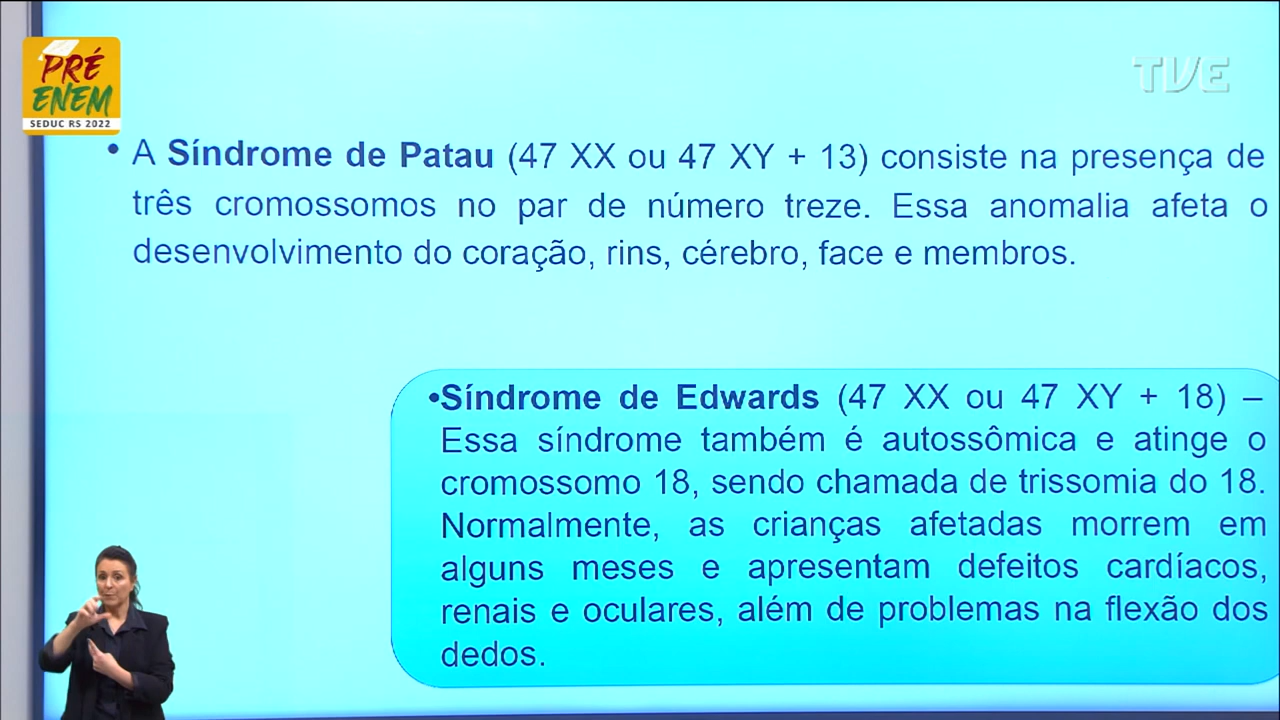 PRÉ
ENEM
SEDUC RS 2022
TVE
• A Síndrome de Patau (47 XX ou 47 XY + 13) consiste na presença de
três cromossomos no par de número treze. Essa anomalia afeta o
desenvolvimento do coração, rins, cérebro, face e membros.
•Síndrome de Edwards (47 XX ou 47 XY + 18) –
Essa síndrome também é autossômica e atinge o
cromossomo 18, sendo chamada de trissomia do 18.
Normalmente, as crianças afetadas morrem em
alguns meses e apresentam defeitos cardíacos,
renais e oculares, além de problemas na flexão dos
dedos.